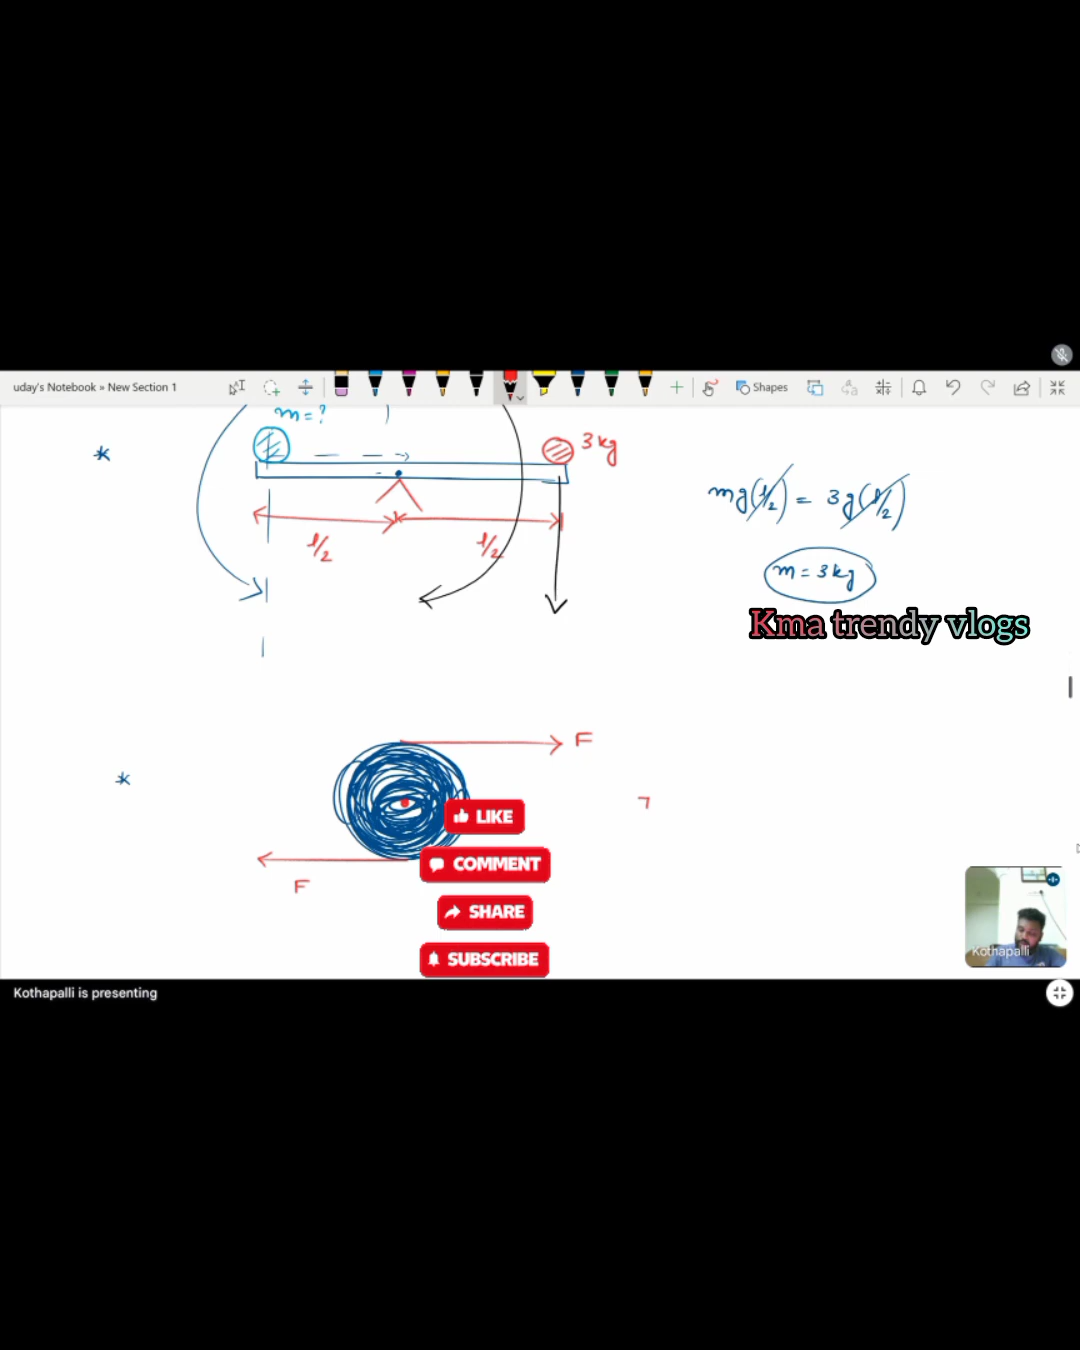 uday's Notebook » New Section 1
Shapes
m = ?
3 kg
*
l/2
l/2
mg(l/2) = 3g(l/2)
m = 3 kg
Kma trendy vlogs
F
*
LIKE
COMMENT
F
SHARE
Kothapalli
SUBSCRIBE
Kothapalli is presenting